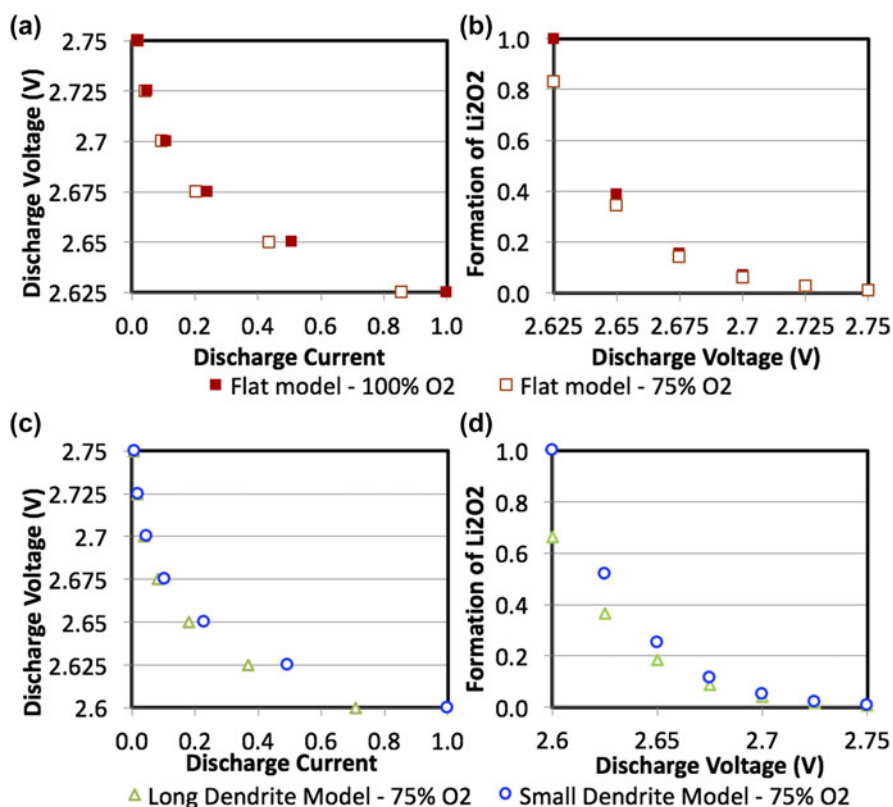 (a)
Discharge Voltage (V)
2.75
2.725
2.7
2.675
2.65
2.625
0.0 0.2 0.4 0.6 0.8 1.0
Discharge Current
(b)
Formation of Li2O2
1.0
0.8
0.6
0.4
0.2
0.0
2.625 2.65 2.675 2.7 2.725 2.75
Discharge Voltage (V)
Flat model - 100% O2
Flat model - 75% O2
(c)
Discharge Voltage (V)
2.75
2.725
2.7
2.675
2.65
2.625
2.6
0.0 0.2 0.4 0.6 0.8 1.0
Discharge Current
(d)
Formation of Li2O2
1.0
0.8
0.6
0.4
0.2
0.0
2.6 2.65 2.7 2.75
Discharge Voltage (V)
Long Dendrite Model - 75% O2
Small Dendrite Model - 75% O2